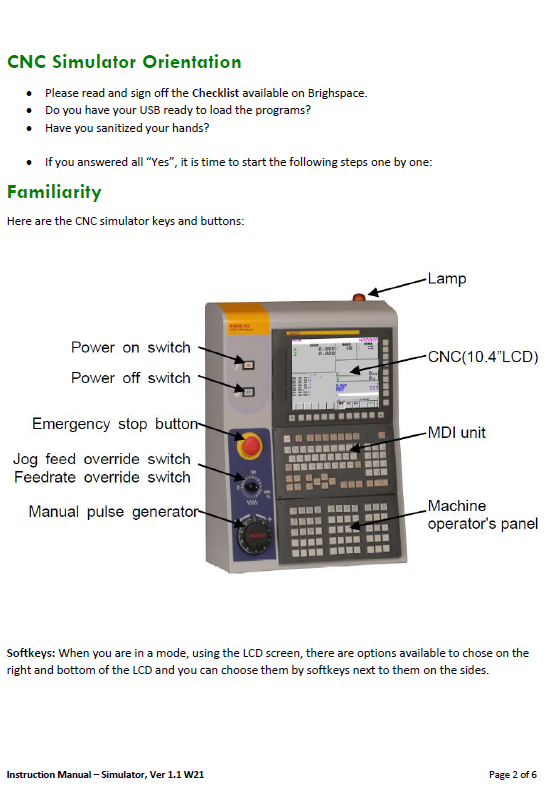 CNC Simulator Orientation
• Please read and sign off the Checklist available on Brighspace.
• Do you have your USB ready to load the programs?
• Have you sanitized your hands?
• If you answered all “Yes”, it is time to start the following steps one by one:
Familiarity
Here are the CNC simulator keys and buttons:
Lamp
FANUC
Power on switch
CNC(10.4”LCD)
Power off switch
Emergency stop button
MDI unit
Jog feed override switch
Feedrate override switch
Manual pulse generator
Machine
operator's panel
Softkeys: When you are in a mode, using the LCD screen, there are options available to chose on the
right and bottom of the LCD and you can choose them by softkeys next to them on the sides.
Instruction Manual – Simulator, Ver 1.1 W21
Page 2 of 6